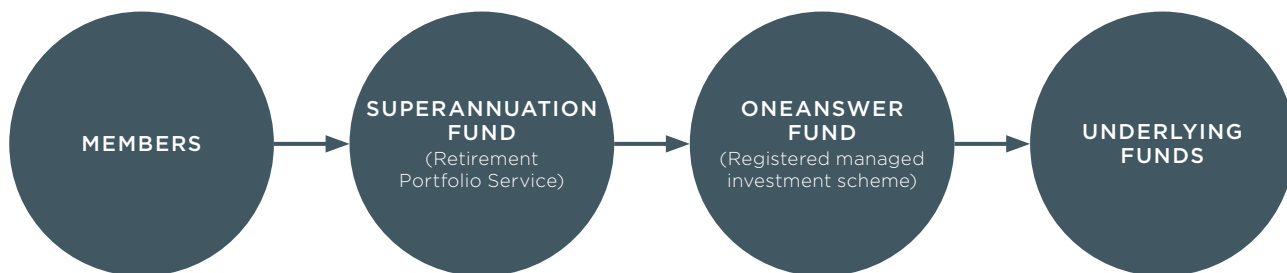 MEMBERS
SUPERANNUATION
FUND
(Retirement
Portfolio Service)
ONEANSWER
FUND
(Registered managed
investment scheme)
UNDERLYING
FUNDS